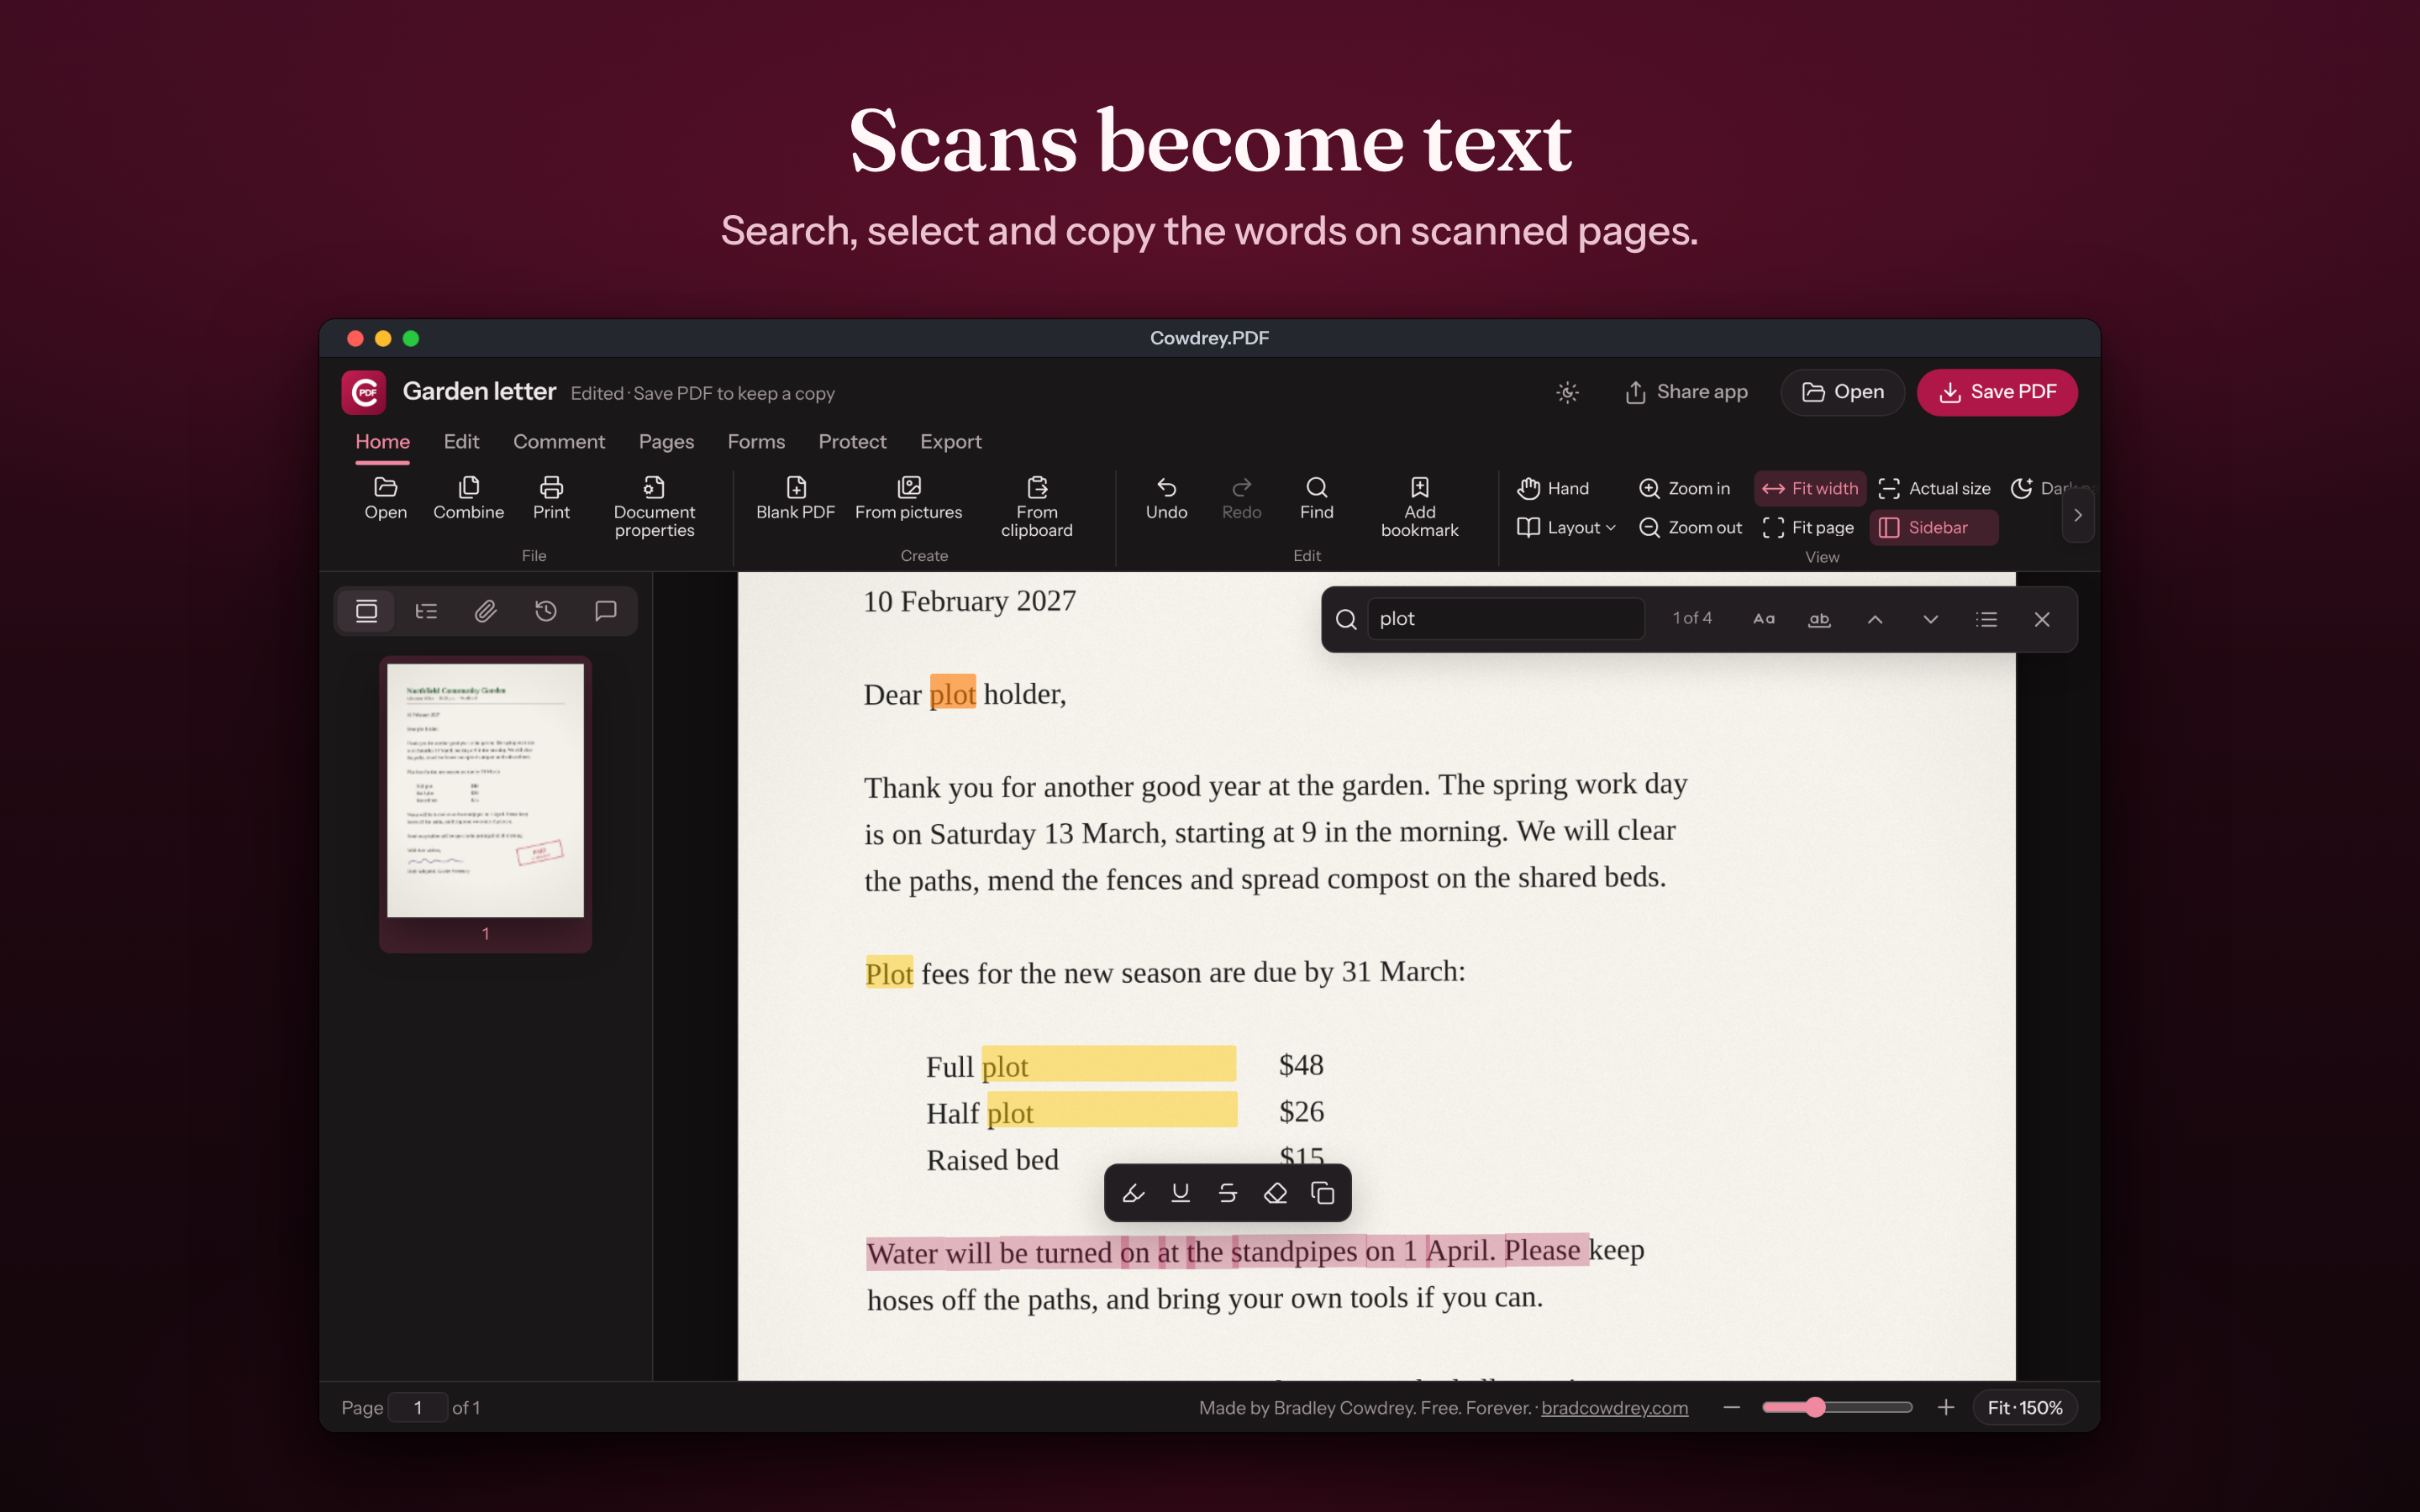 Scans become text
Search, select and copy the words on scanned pages.
Cowdrey.PDF
PDF
Garden letter
Edited · Save PDF to keep a copy
Share app
Open
Save PDF
Home
Edit
Comment
Pages
Forms
Protect
Export
Open
Combine
Print
Document
properties
File
Blank PDF
From pictures
From
clipboard
Create
Undo
Redo
Find
Add
bookmark
Edit
Hand
Zoom in
Fit width
Actual size
Layout
Zoom out
Fit page
Sidebar
View
plot
1 of 4
Aa
ab
Northfield Community Garden
1
10 February 2027
Dear plot holder,
Thank you for another good year at the garden. The spring work day
is on Saturday 13 March, starting at 9 in the morning. We will clear
the paths, mend the fences and spread compost on the shared beds.
Plot fees for the new season are due by 31 March:
Full plot $48
Half plot $26
Raised bed $15
Water will be turned on at the standpipes on 1 April. Please keep
hoses off the paths, and bring your own tools if you can.
Page 1 of 1
Made by Bradley Cowdrey. Free. Forever. · bradcowdrey.com
Fit · 150%